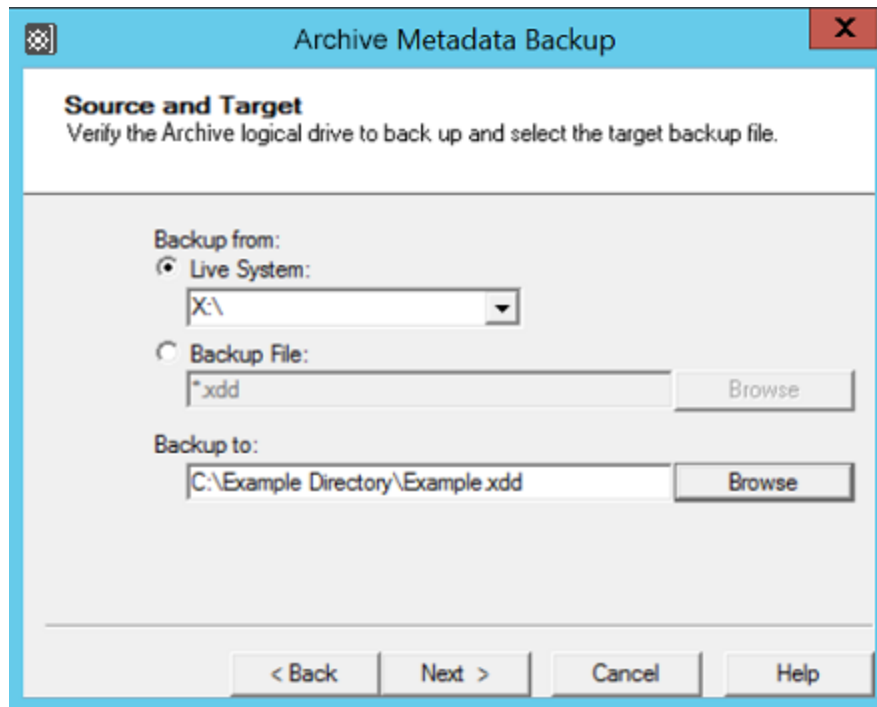 Archive Metadata Backup
X
Source and Target
Verify the Archive logical drive to back up and select the target backup file.
Backup from:
Live System:
X:\
Backup File:
*.xdd
Browse
Backup to:
C:\Example Directory\Example.xdd
Browse
< Back
Next >
Cancel
Help